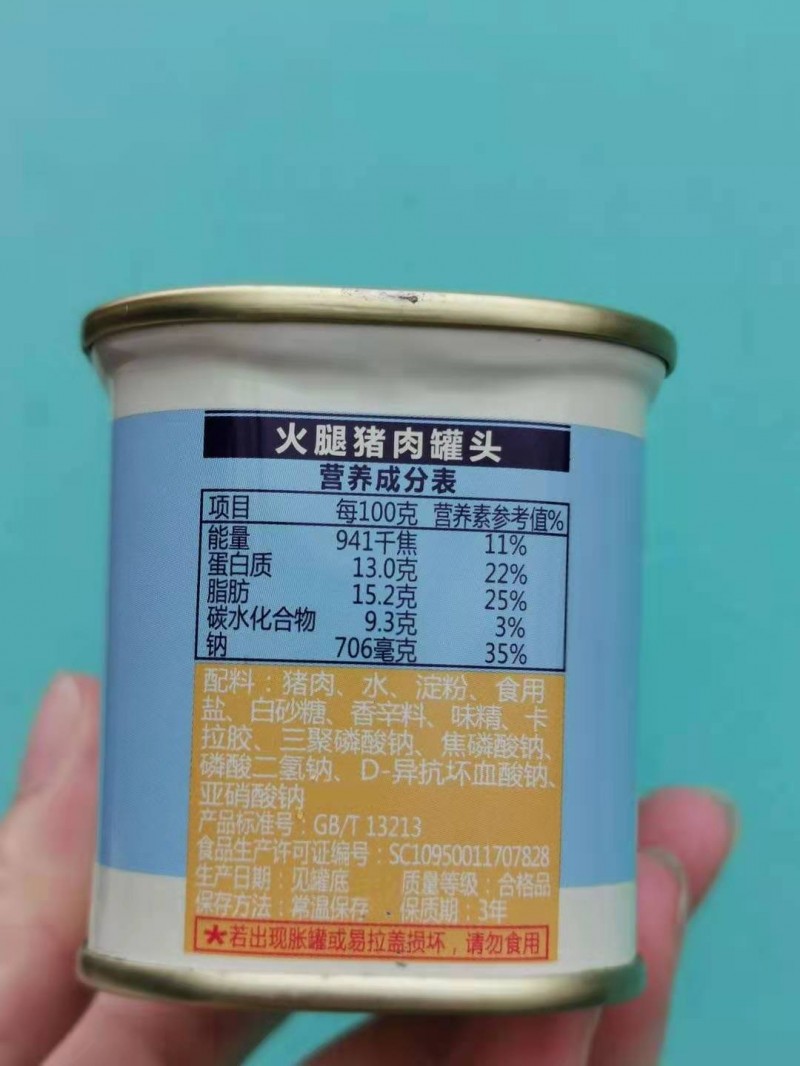 火腿猪肉罐头
营养成分表
项目 每100克 营养素参考值%
能量 941千焦 11%
蛋白质 13.0克 22%
脂肪 15.2克 25%
碳水化合物 9.3克 3%
钠 706毫克 35%
配料：猪肉、水、淀粉、食用
盐、白砂糖、香辛料、味精、卡
拉胶、三聚磷酸钠、焦磷酸钠、
磷酸二氢钠、D-异抗坏血酸钠、
亚硝酸钠
产品标准号：GB/T 13213
食品生产许可证编号：SC10950011707828
生产日期：见罐底 质量等级：合格品
保存方法：常温保存 保质期：3年
*若出现胀罐或易拉盖损坏，请勿食用